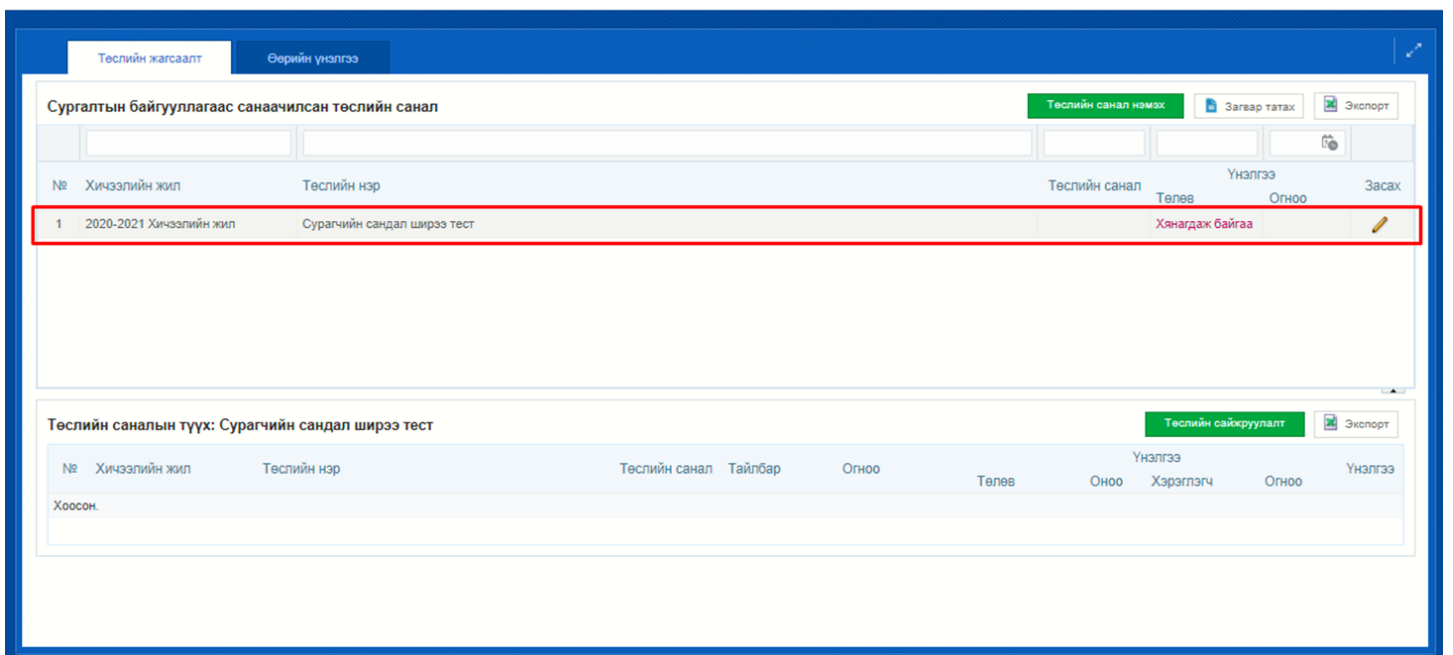 Төслийн жагсаалт Өөрийн үнэлгээ
Сургалтын байгууллагаас санаачилсан төслийн санал Төслийн санал нэмэх Загвар татах Экспорт
№ Хичээлийн жил Төслийн нэр Төслийн санал Үнэлгээ Засах
Төлөв Огноо
1 2020-2021 Хичээлийн жил Сурагчийн сандал ширээ тест Хянагдаж байгаа
Төслийн саналын түүх: Сурагчийн сандал ширээ тест Төслийн сайжруулалт Экспорт
№ Хичээлийн жил Төслийн нэр Төслийн санал Тайлбар Огноо Үнэлгээ Үнэлгээ
Төлөв Оноо Хэрэглэгч Огноо
Хоосон.